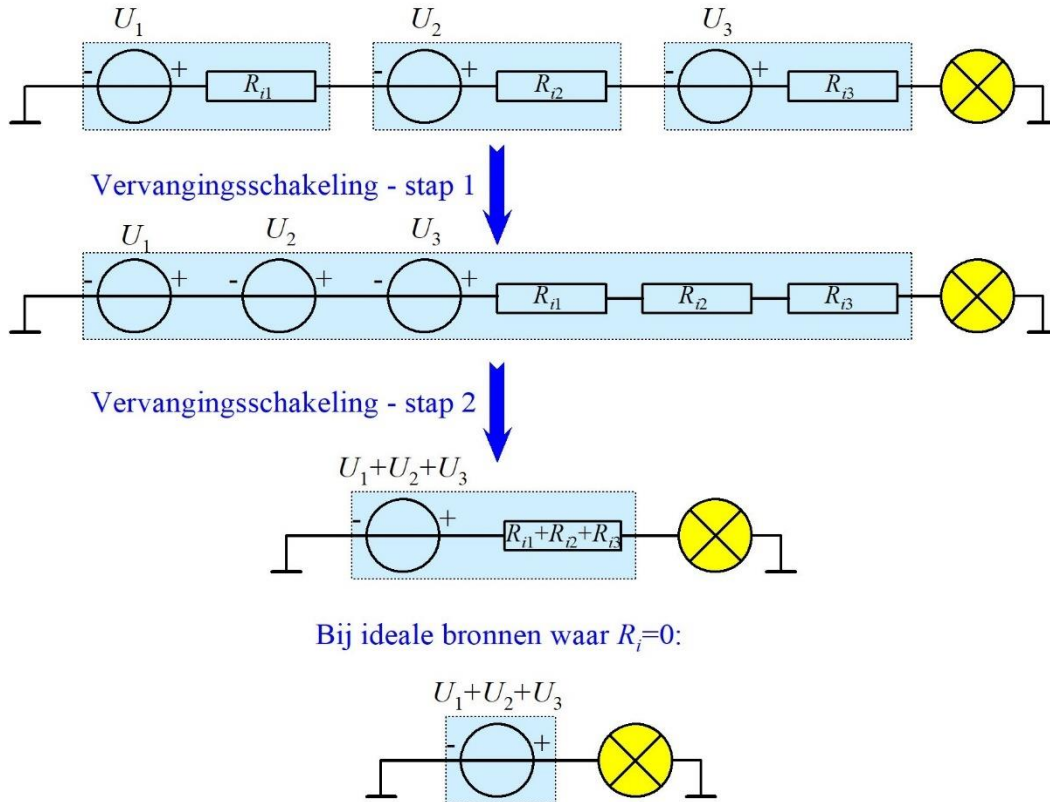 U1 U2 U3
- + Ri1 - + Ri2 - + Ri3
Vervangingsschakeling - stap 1
U1 U2 U3
- + - + - + Ri1 Ri2 Ri3
Vervangingsschakeling - stap 2
U1+U2+U3
- + Ri1+Ri2+Ri3
Bij ideale bronnen waar Ri=0:
U1+U2+U3
- +